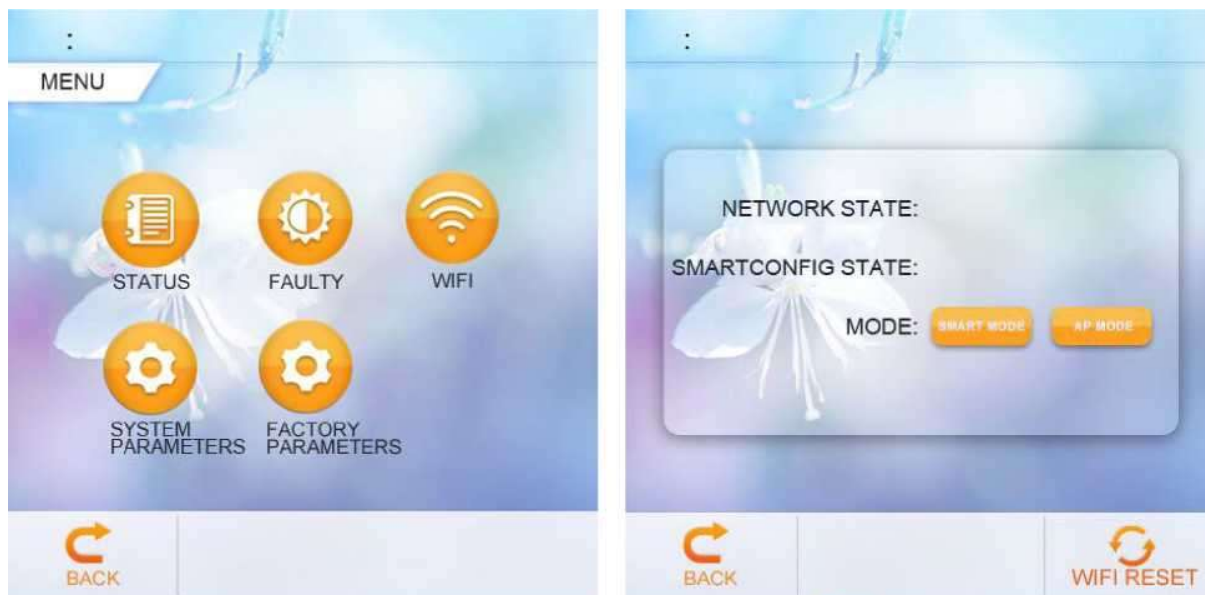 :
MENU
STATUS
FAULTY
WIFI
SYSTEM
PARAMETERS
FACTORY
PARAMETERS
BACK
:
NETWORK STATE:
SMARTCONFIG STATE:
MODE: SMART MODE AP MODE
BACK
WIFI RESET